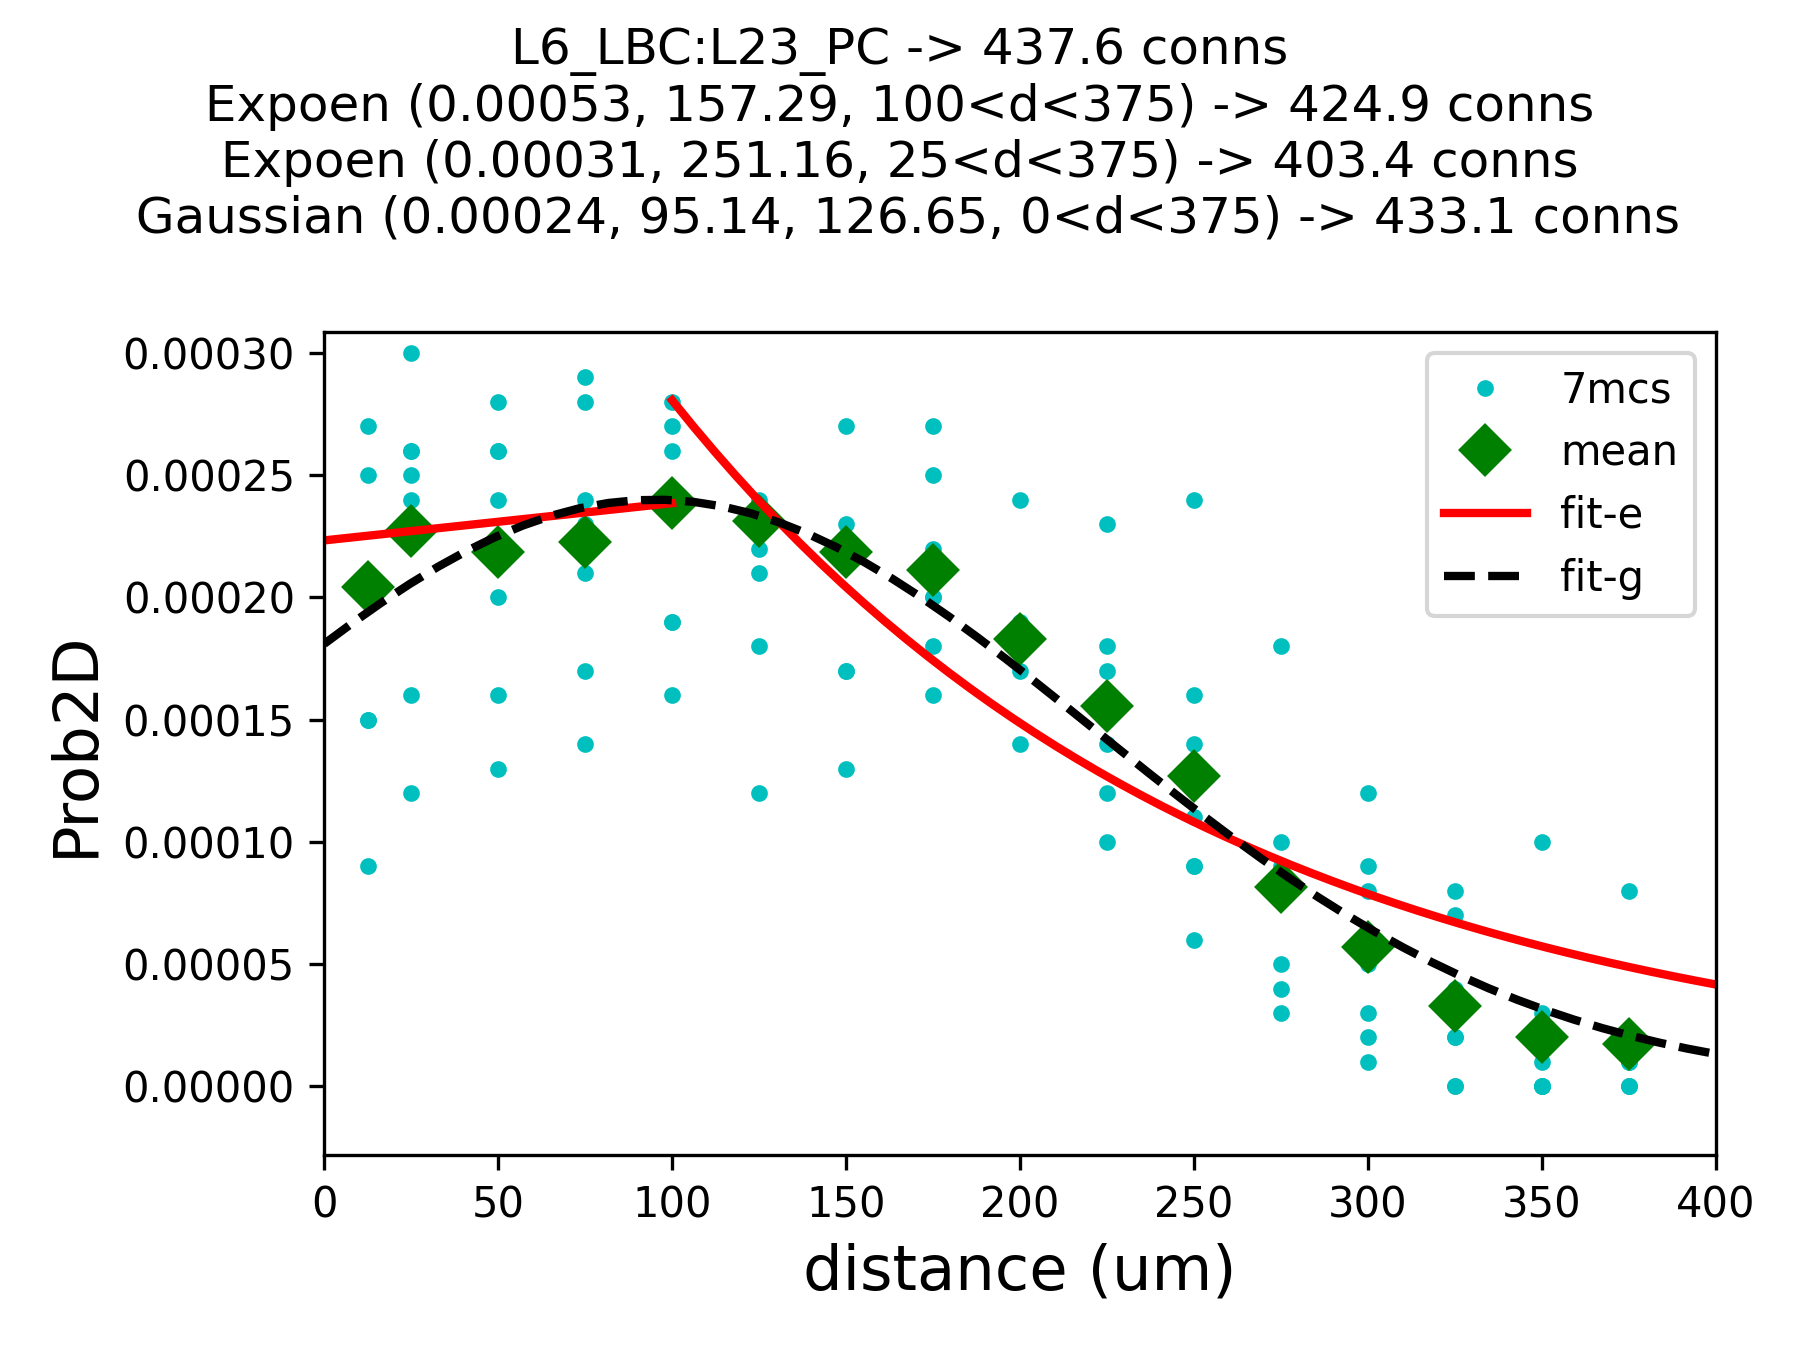 L6_LBC:L23_PC -> 437.6 conns
Expoen (0.00053, 157.29, 100<d<375) -> 424.9 conns
Expoen (0.00031, 251.16, 25<d<375) -> 403.4 conns
Gaussian (0.00024, 95.14, 126.65, 0<d<375) -> 433.1 conns
7mcs
mean
fit-e
fit-g
Prob2D
0.00030
0.00025
0.00020
0.00015
0.00010
0.00005
0.00000
0 50 100 150 200 250 300 350 400
distance (um)